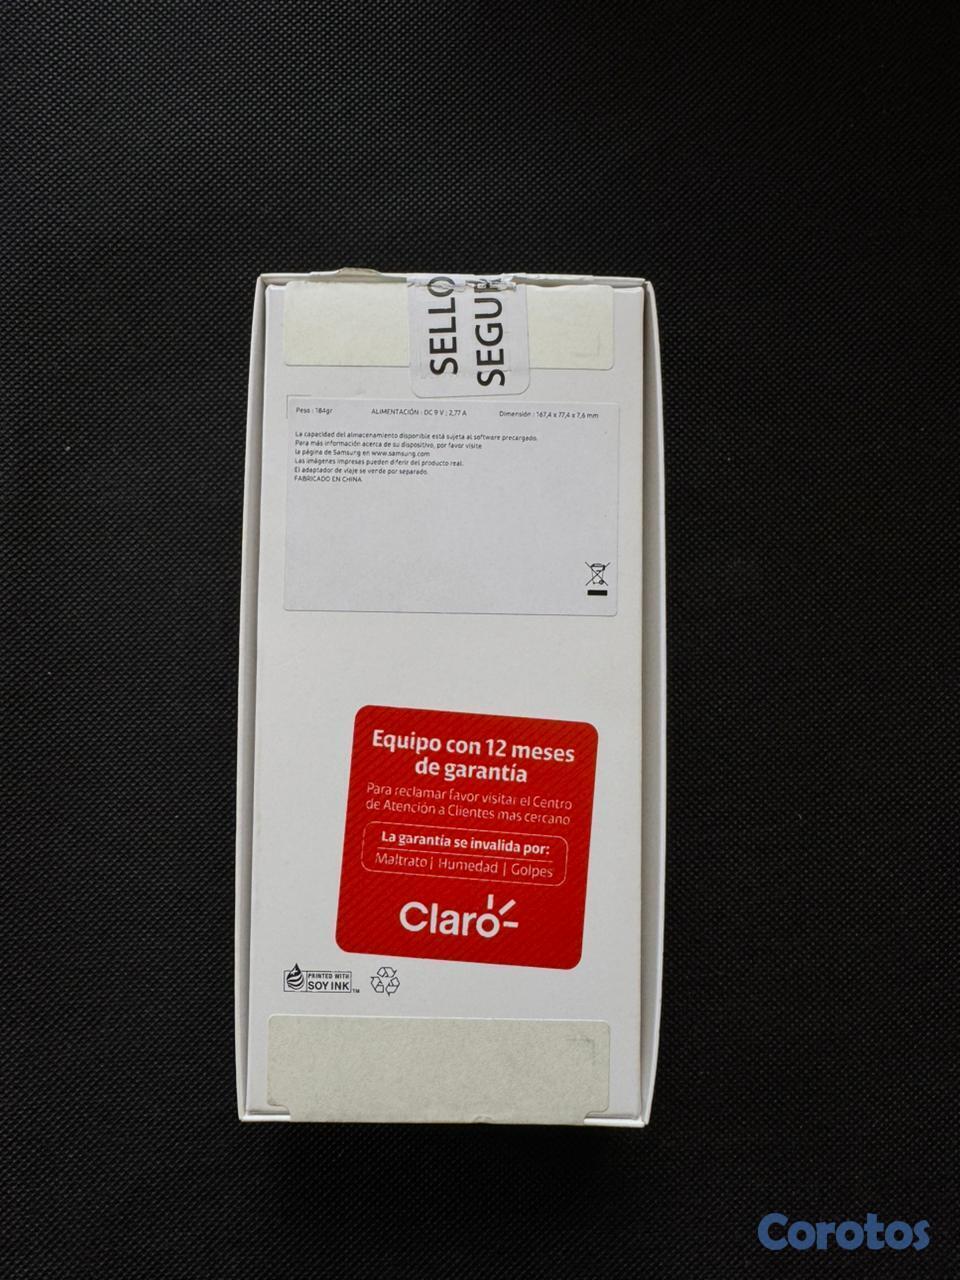 SELLO
SEGUR
Peso : 184gr
ALIMENTACIÓN : DC 9 V ; 2,77 A
Dimensión : 167,4 x 77,4 x 7,6 mm
La capacidad del almacenamiento disponible está sujeta al software precargado.
Para más información acerca de su dispositivo, por favor visite
la página de Samsung en www.samsung.com
Las imágenes impresas pueden diferir del producto real.
El adaptador de viaje se verde por separado.
FABRICADO EN CHINA
Equipo con 12 meses
de garantía
Para reclamar favor visitar el Centro
de Atención a Clientes mas cercano
La garantía se invalida por:
Maltrato | Humedad | Golpes
Claro
PRINTED WITH
SOY INK™
Corotos